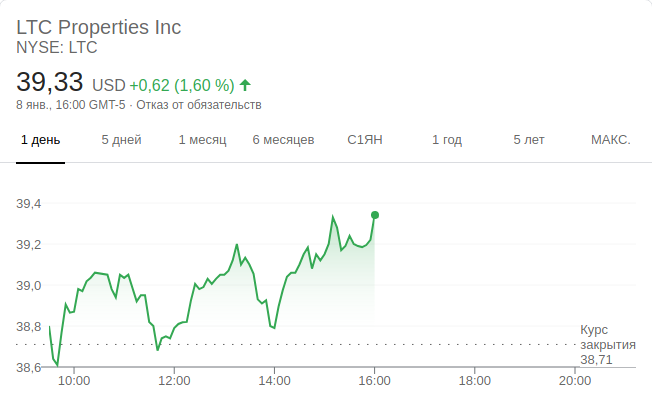 LTC Properties Inc
NYSE: LTC
39,33 USD +0,62 (1,60 %)
8 янв., 16:00 GMT-5 · Отказ от обязательств
1 день 5 дней 1 месяц 6 месяцев С1ЯН 1 год 5 лет МАКС.
39,4
39,2
39,0
38,8
38,6
Курс
закрытия
38,71
10:00 12:00 14:00 16:00 18:00 20:00